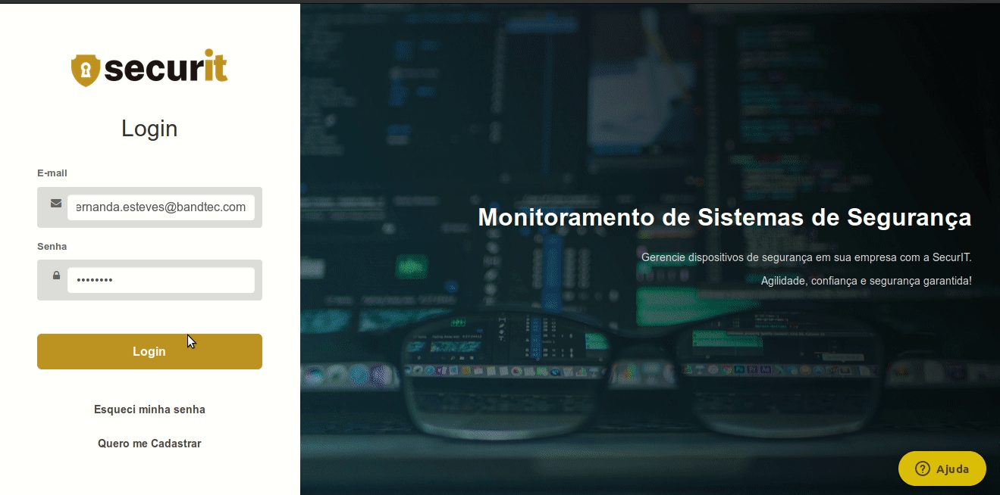 securit
Login
E-mail
ernanda.esteves@bandtec.com
Senha
••••••••
Login
Esqueci minha senha
Quero me Cadastrar
Monitoramento de Sistemas de Segurança
Gerencie dispositivos de segurança em sua empresa com a SecurIT.
Agilidade, confiança e segurança garantida!
Ajuda